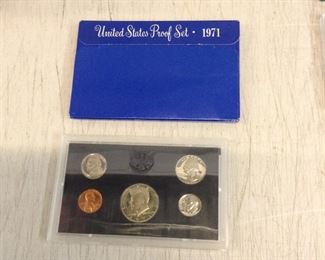 United States Proof Set · 1971